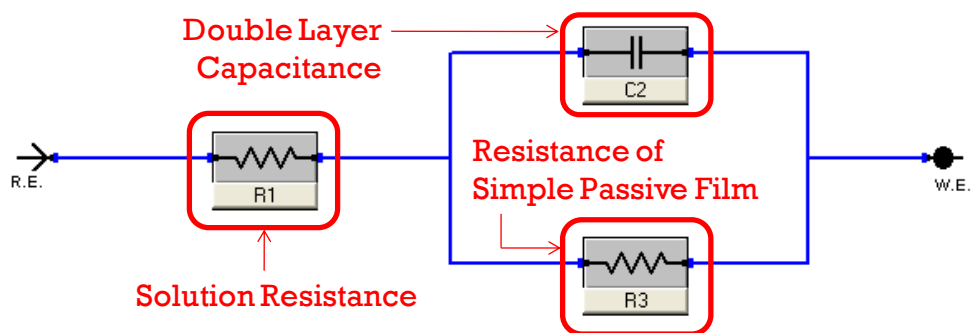 Double Layer
Capacitance
C2
R.E.
R1
Resistance of
Simple Passive Film
W.E.
R3
Solution Resistance